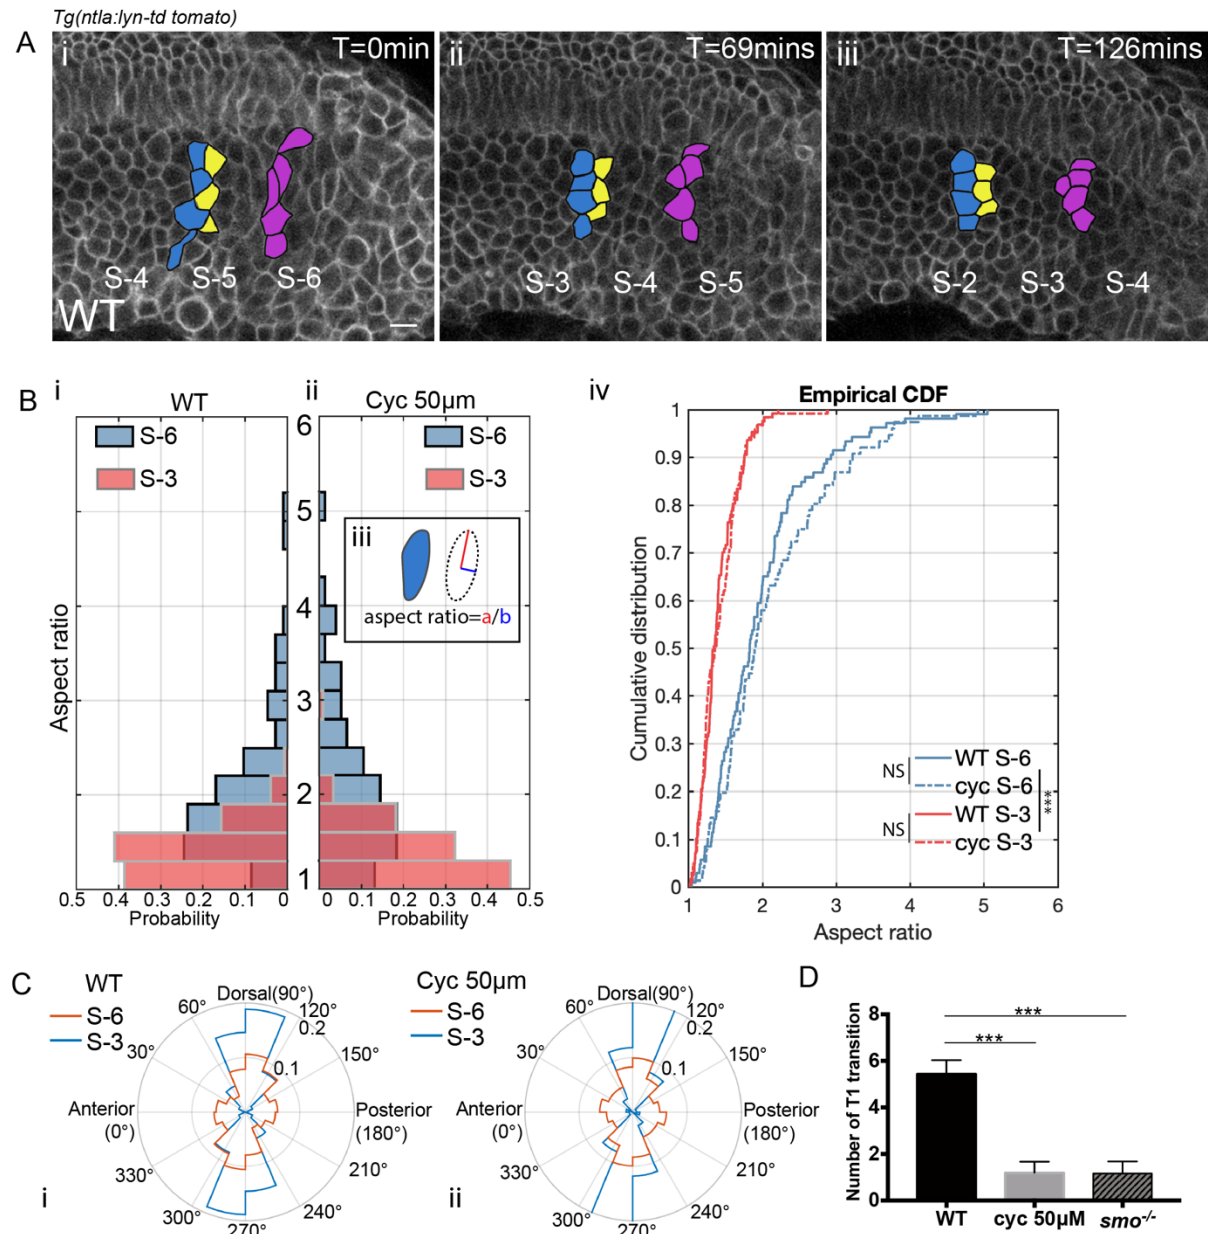 Tg(ntla:lyn-td tomato)
A
i
T=0min
S-4 S-5 S-6
WT
ii
T=69mins
S-3 S-4 S-5
iii
T=126mins
S-2 S-3 S-4
B
i
WT
S-6
S-3
Aspect ratio
0.5 0.4 0.3 0.2 0.1 0
Probability
ii
Cyc 50µm
6
5
4
3
2
1
S-6
S-3
iii
aspect ratio=a/b
0 0.1 0.2 0.3 0.4 0.5
Probability
iv
Empirical CDF
1
0.9
0.8
0.7
0.6
0.5
0.4
0.3
0.2
0.1
0
Cumulative distribution
NS
WT S-6
cyc S-6
NS
WT S-3
cyc S-3
***
1 2 3 4 5 6
Aspect ratio
C
WT
S-6
S-3
Dorsal(90°)
60°
120°
0.2
30°
150°
0.1
Anterior
(0°)
Posterior
(180°)
330°
210°
300°
240°
270°
i
Cyc 50µm
S-6
S-3
Dorsal(90°)
60°
120°
0.2
30°
150°
0.1
Anterior
(0°)
Posterior
(180°)
330°
210°
300°
240°
270°
ii
D
Number of T1 transition
8
6
4
2
0
***
***
WT cyc 50µM smo-/-